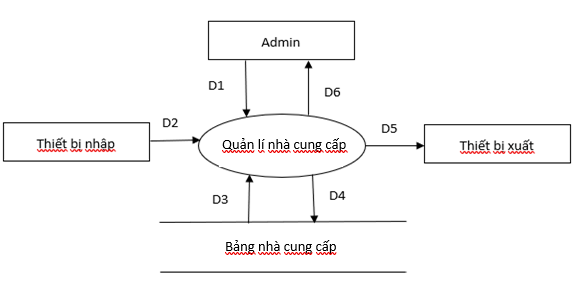 Admin
D1
D6
D2
D5
Thiết bị nhập
Quản lí nhà cung cấp
Thiết bị xuất
D3
D4
Bảng nhà cung cấp